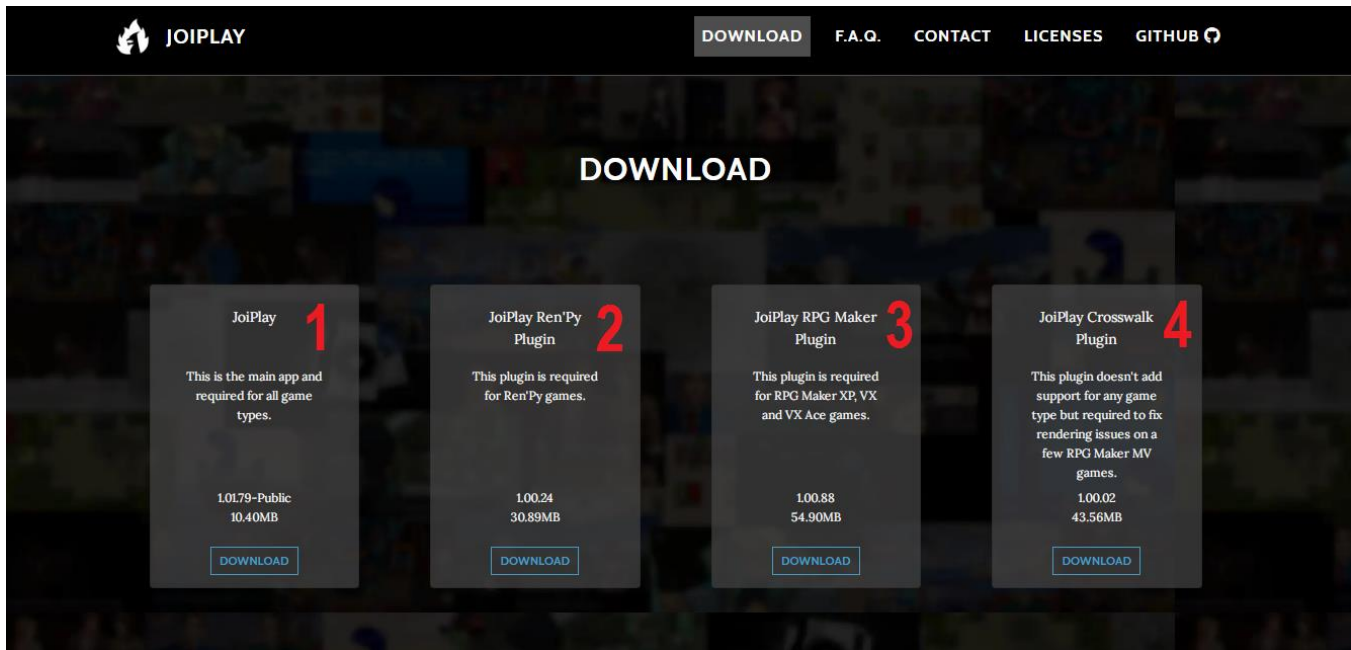 JOIPLAY
DOWNLOAD F.A.Q. CONTACT LICENSES GITHUB
DOWNLOAD
JoiPlay
1
This is the main app and
required for all game
types.
1.01.79-Public
10.40MB
DOWNLOAD
JoiPlay Ren'Py
Plugin
2
This plugin is required
for Ren'Py games.
1.00.24
30.89MB
DOWNLOAD
JoiPlay RPG Maker
Plugin
3
This plugin is required
for RPG Maker XP, VX
and VX Ace games.
1.00.88
54.90MB
DOWNLOAD
JoiPlay Crosswalk
Plugin
4
This plugin doesn't add
support for any game
type but required to fix
rendering issues on a
few RPG Maker MV
games.
1.00.02
43.56MB
DOWNLOAD